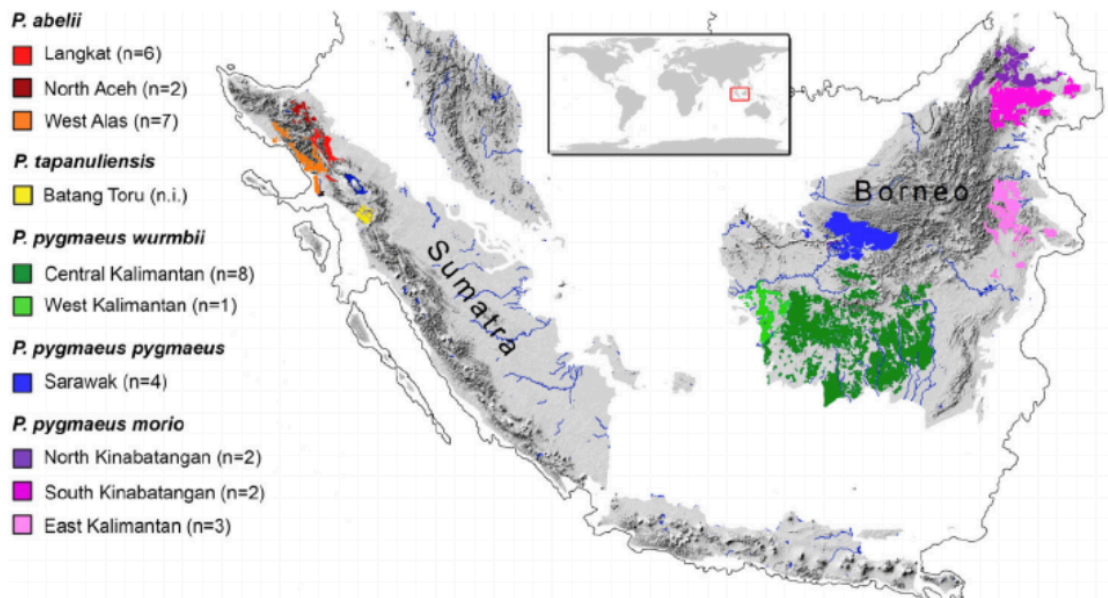 P. abelii
Langkat (n=6)
North Aceh (n=2)
West Alas (n=7)
P. tapanuliensis
Batang Toru (n.i.)
P. pygmaeus wurmbii
Central Kalimantan (n=8)
West Kalimantan (n=1)
P. pygmaeus pygmaeus
Sarawak (n=4)
P. pygmaeus morio
North Kinabatangan (n=2)
South Kinabatangan (n=2)
East Kalimantan (n=3)
Sumatra
Borneo